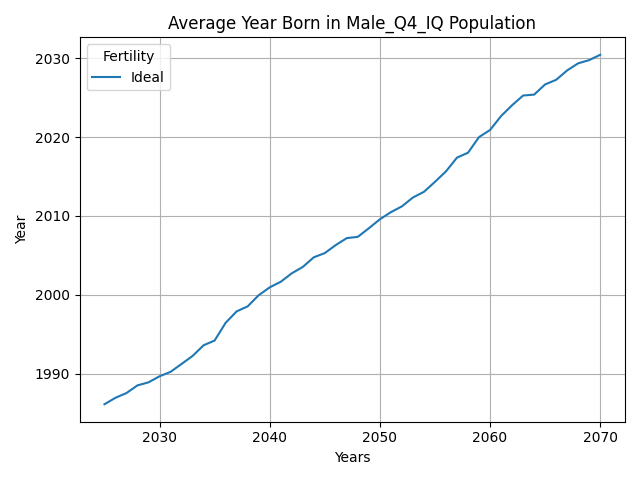 Average Year Born in Male_Q4_IQ Population
Fertility
Ideal
2030
2020
2010
2000
1990
Year
2030 2040 2050 2060 2070
Years